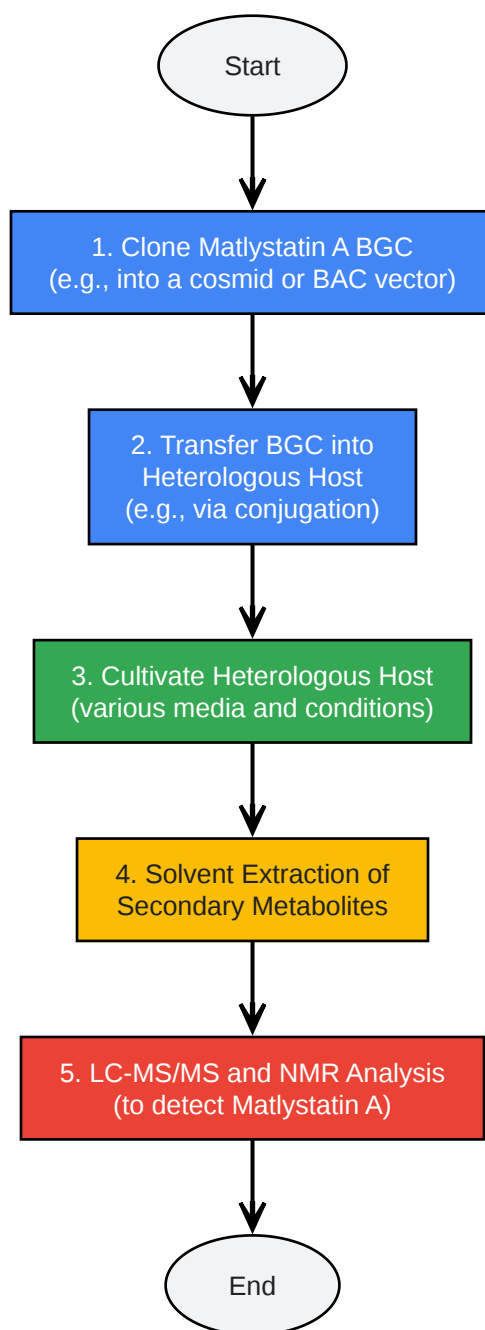 Start
1. Clone Matlystatin A BGC
(e.g., into a cosmid or BAC vector)
2. Transfer BGC into
Heterologous Host
(e.g., via conjugation)
3. Cultivate Heterologous Host
(various media and conditions)
4. Solvent Extraction of
Secondary Metabolites
5. LC-MS/MS and NMR Analysis
(to detect Matlystatin A)
End